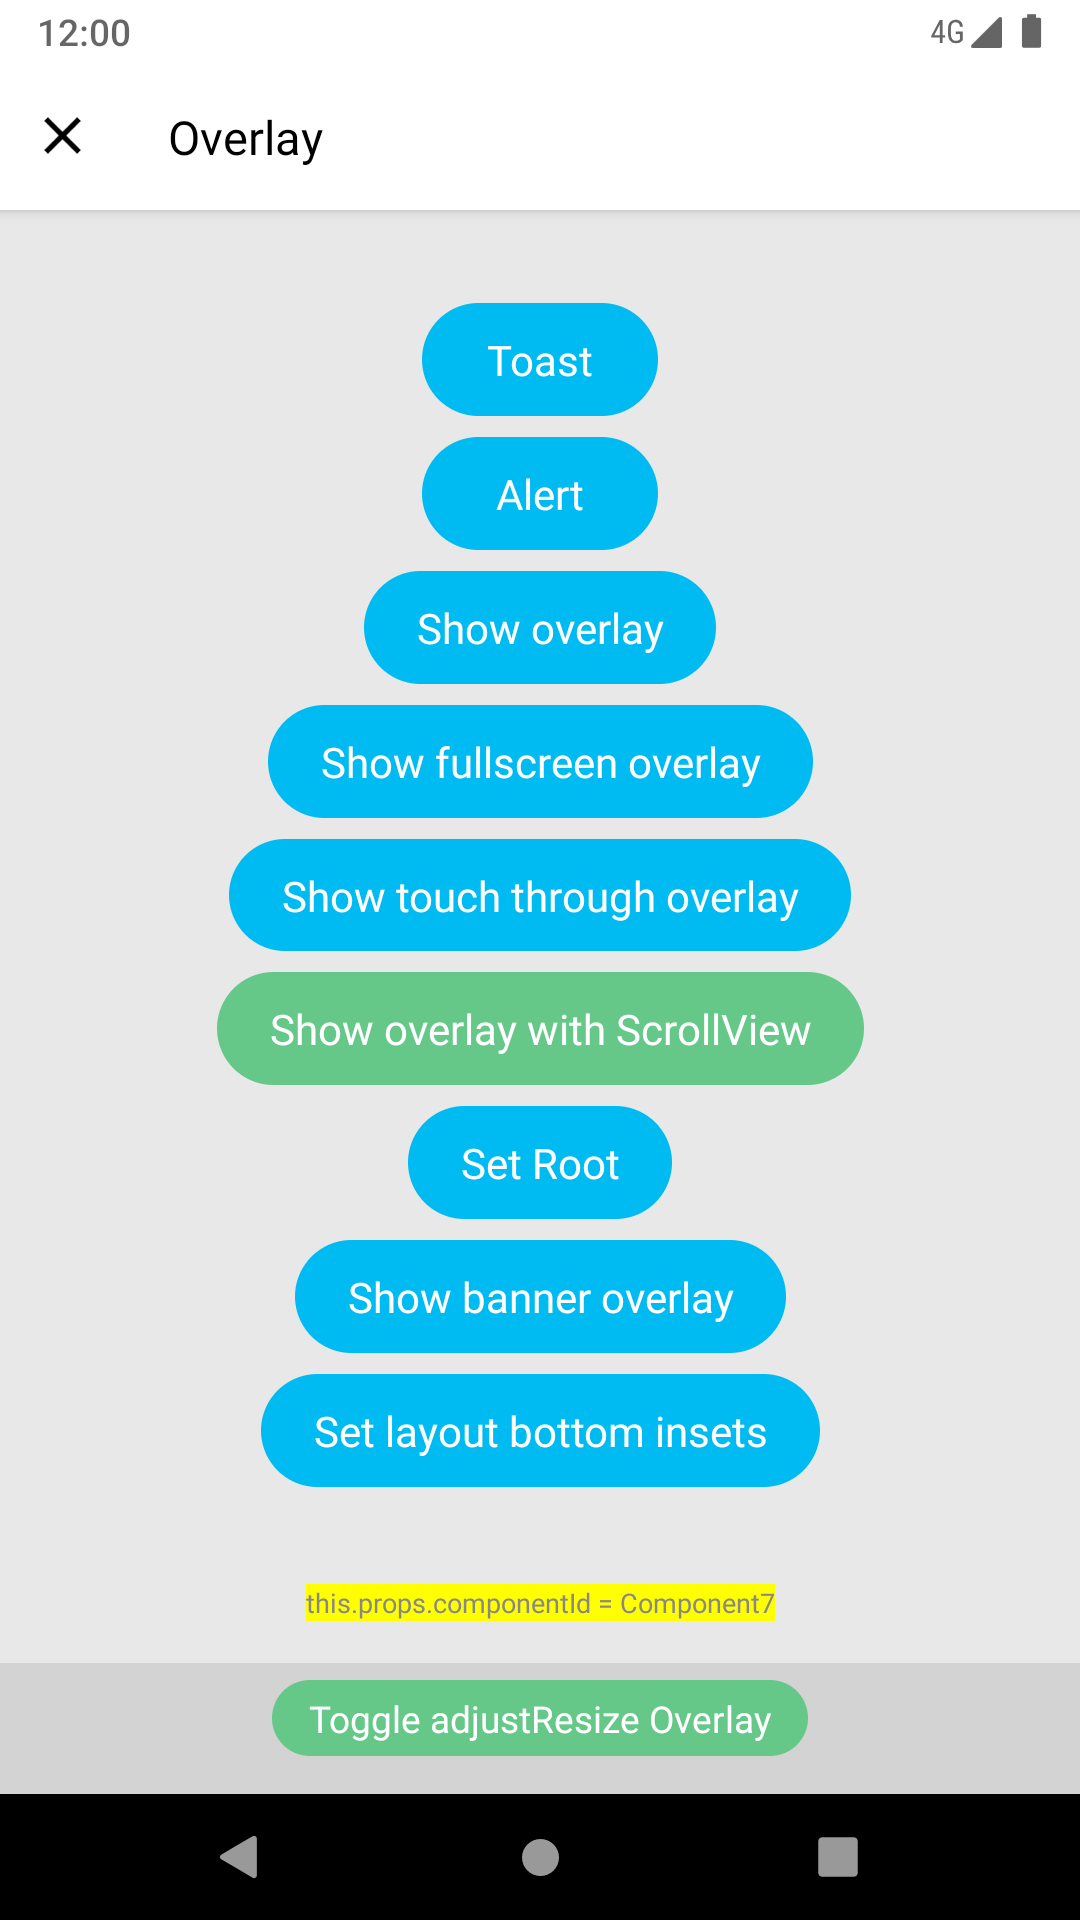 12:00
4G
Overlay
Toast
Alert
Show overlay
Show fullscreen overlay
Show touch through overlay
Show overlay with ScrollView
Set Root
Show banner overlay
Set layout bottom insets
this.props.componentId = Component7
Toggle adjustResize Overlay